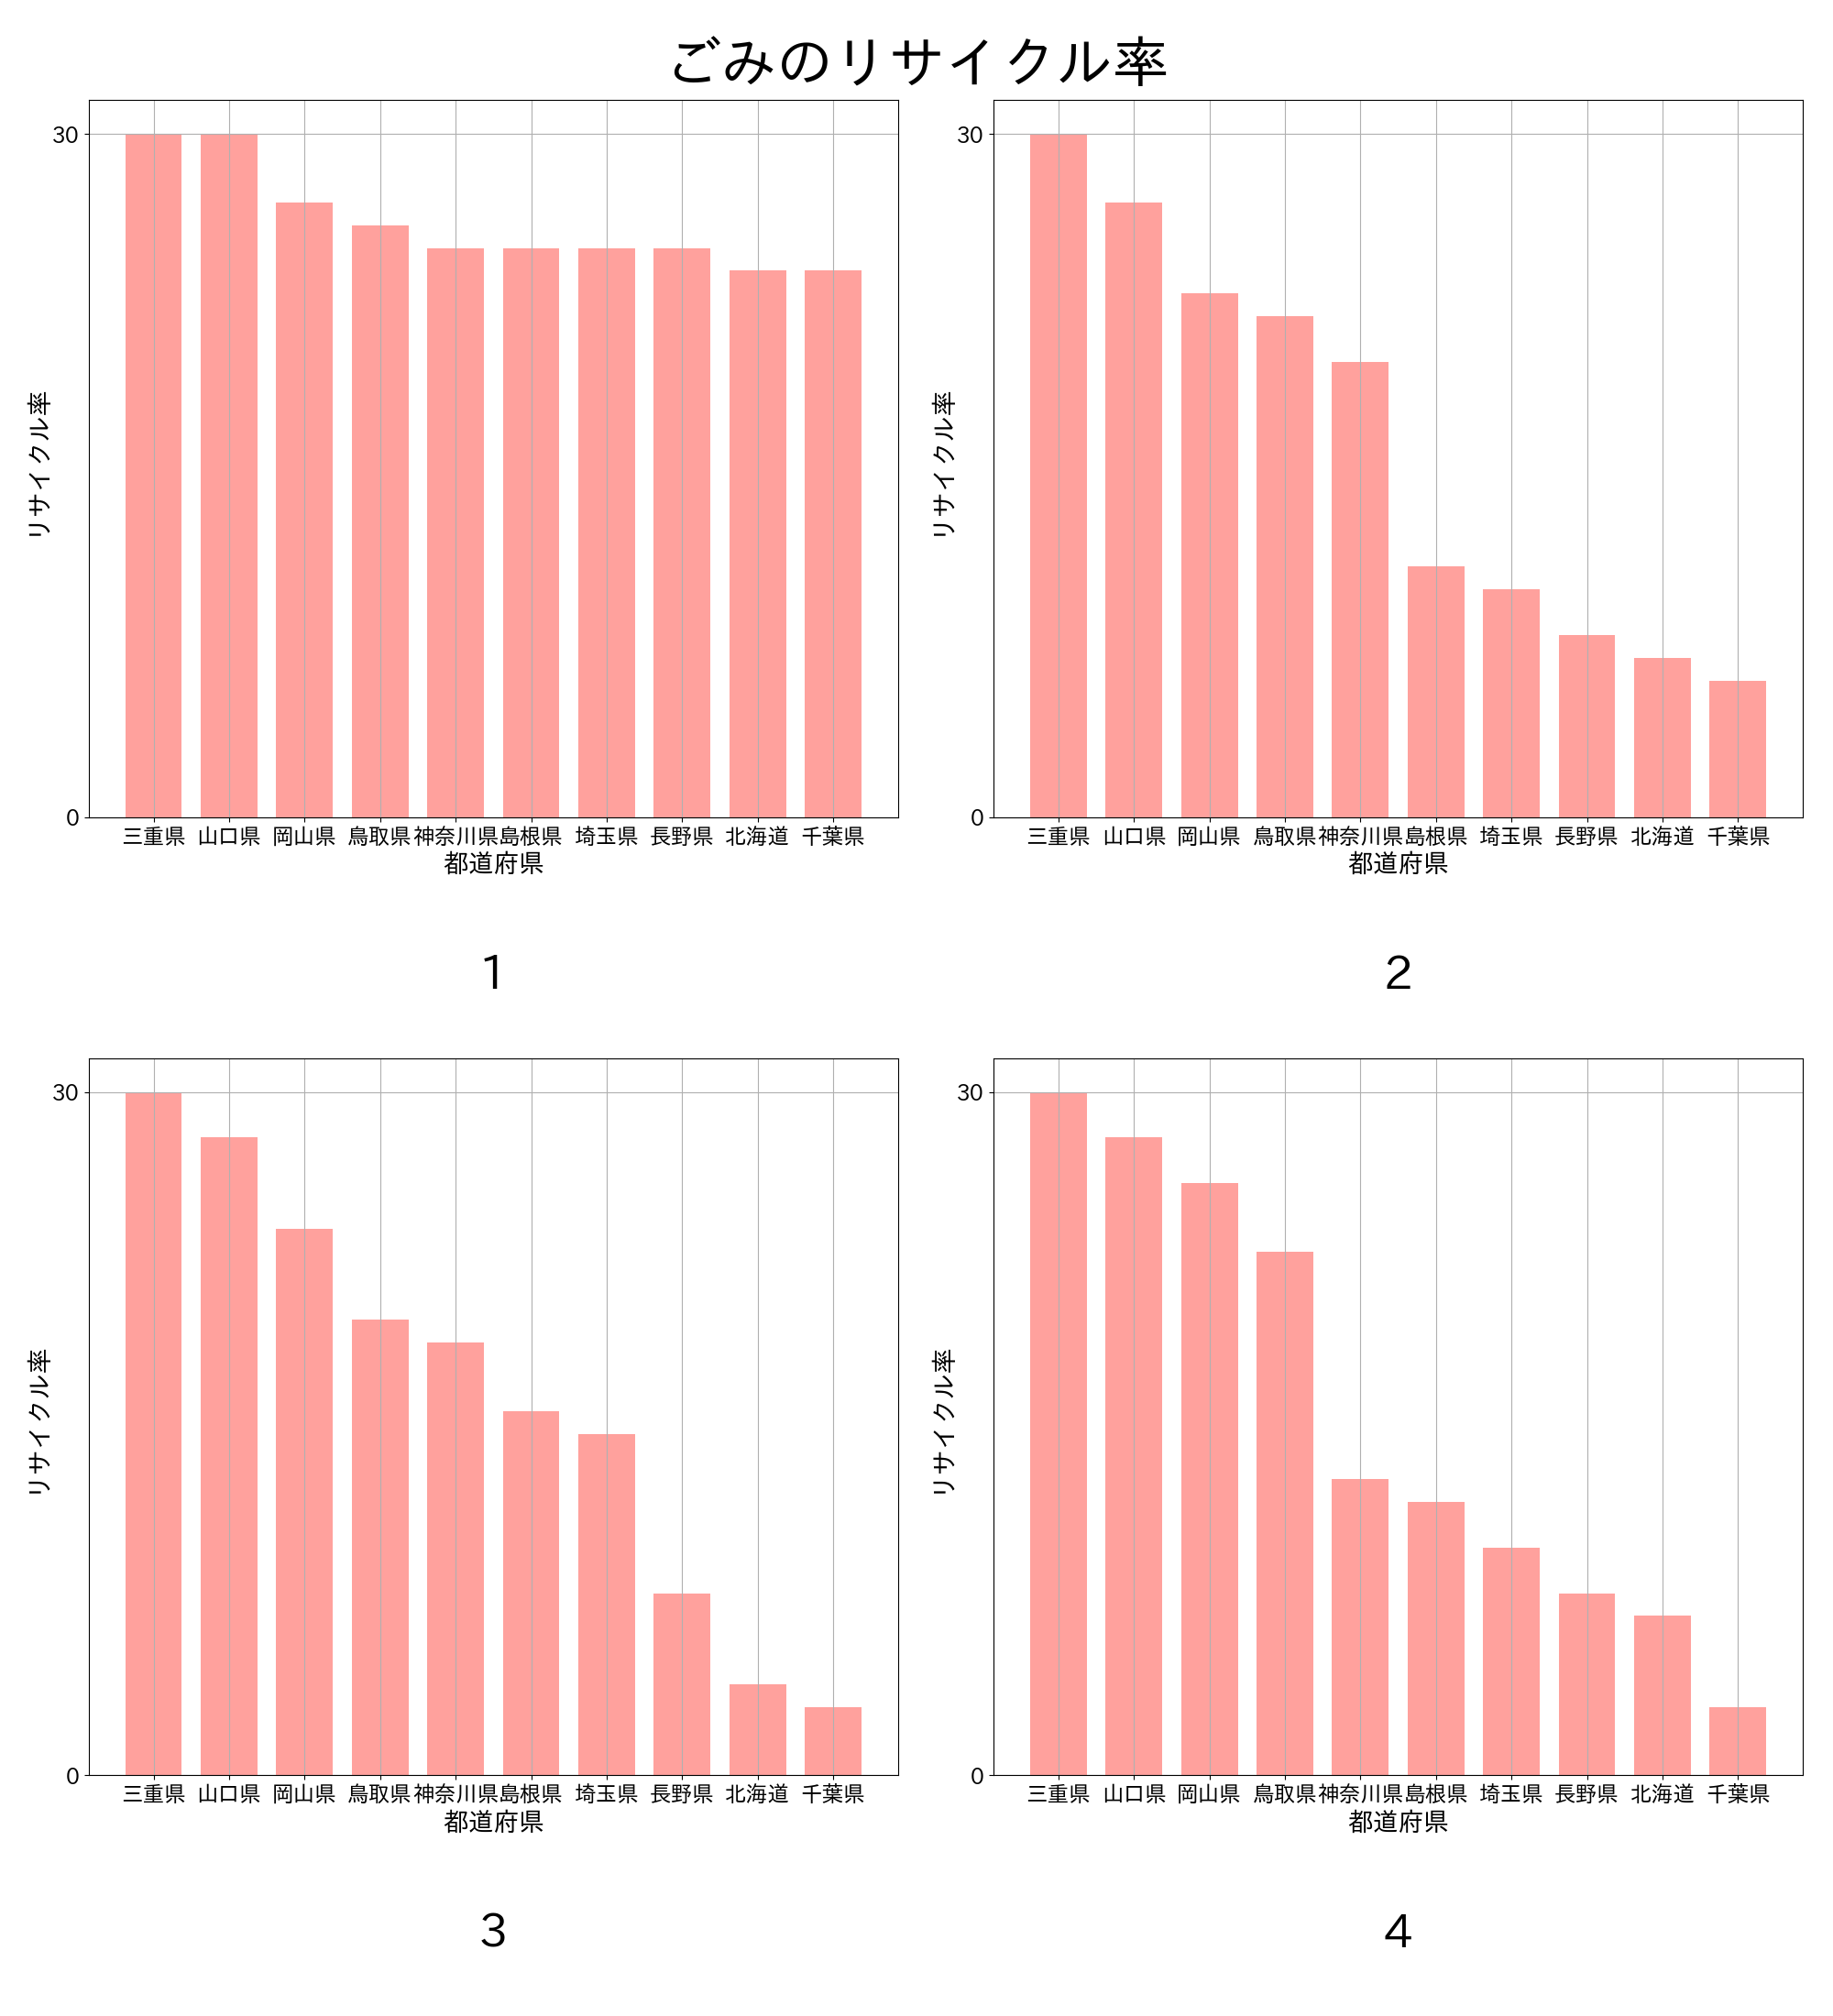 ごみのリサイクル率
30
リサイクル率
0
三重県 山口県 岡山県 鳥取県 神奈川県 島根県 埼玉県 長野県 北海道 千葉県
都道府県
1
30
リサイクル率
0
三重県 山口県 岡山県 鳥取県 神奈川県 島根県 埼玉県 長野県 北海道 千葉県
都道府県
2
30
リサイクル率
0
三重県 山口県 岡山県 鳥取県 神奈川県 島根県 埼玉県 長野県 北海道 千葉県
都道府県
3
30
リサイクル率
0
三重県 山口県 岡山県 鳥取県 神奈川県 島根県 埼玉県 長野県 北海道 千葉県
都道府県
4